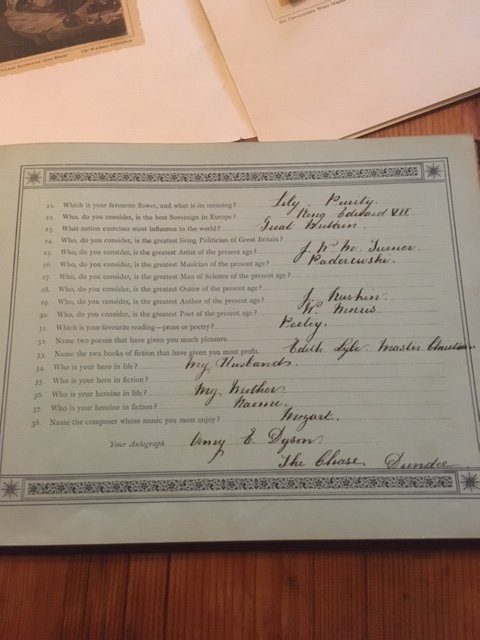 The Wallace Collection
21. Which is your favourite flower, and what is its meaning? Lily. Purity.
22. Who, do you consider, is the best Sovereign in Europe? King Edward VII.
23. What nation exercises most influence in the world? Great Britain.
24. Who, do you consider, is the greatest living Politician of Great Britain?
25. Who, do you consider, is the greatest Artist of the present age? J. W. M. Turner.
26. Who, do you consider, is the greatest Musician of the present age? Paderewski.
27. Who, do you consider, is the greatest Man of Science of the present age?
28. Who, do you consider, is the greatest Orator of the present age?
29. Who, do you consider, is the greatest Author of the present age? J. Ruskin.
30. Who, do you consider, is the greatest Poet of the present age? W. Morris.
31. Which is your favourite reading—prose or poetry? Poetry.
32. Name two poems that have given you much pleasure.
33. Name the two books of fiction that have given you most profit. Edith Lyle. Master Christian
34. Who is your hero in life? My Husband.
35. Who is your hero in fiction?
36. Who is your heroine in life? My Mother.
37. Who is your heroine in fiction? Naomi.
38. Name the composer whose music you most enjoy? Mozart.
Your Autograph Amy E. Dyson.
The Chase, Dundee